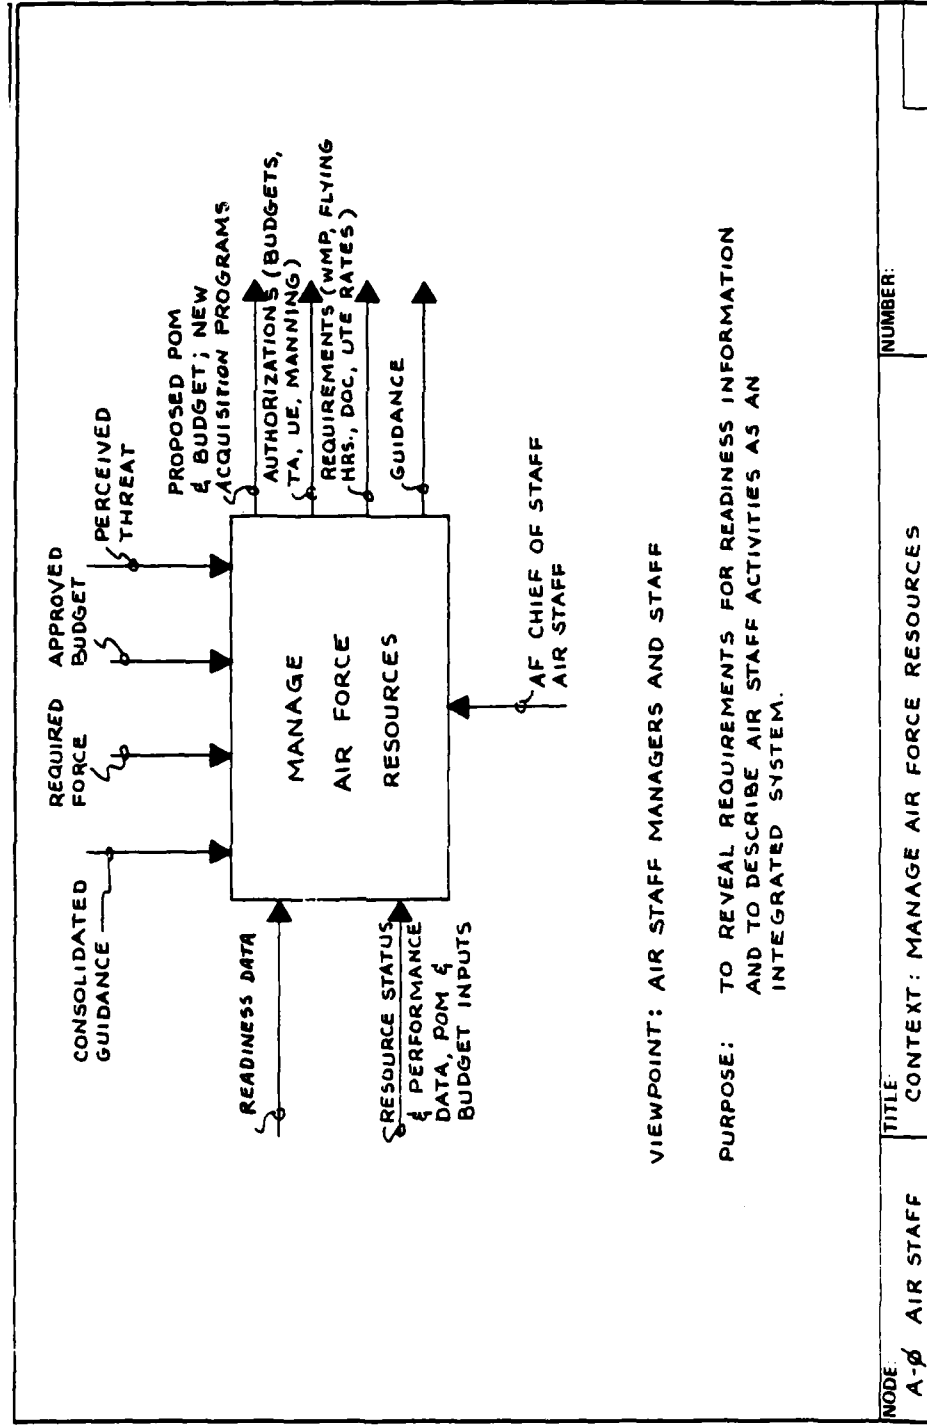 CONSOLIDATED
GUIDANCE
REQUIRED
FORCE
APPROVED
BUDGET
PERCEIVED
THREAT
READINESS DATA
RESOURCE STATUS
& PERFORMANCE
DATA, POM &
BUDGET INPUTS
MANAGE
AIR FORCE
RESOURCES
PROPOSED POM
& BUDGET; NEW
ACQUISITION PROGRAMS
AUTHORIZATIONS (BUDGETS,
TA, UE, MANNING)
REQUIREMENTS (WMP, FLYING
HRS., DOC, UTE RATES)
GUIDANCE
AF CHIEF OF STAFF
AIR STAFF
VIEWPOINT: AIR STAFF MANAGERS AND STAFF
PURPOSE: TO REVEAL REQUIREMENTS FOR READINESS INFORMATION
AND TO DESCRIBE AIR STAFF ACTIVITIES AS AN
INTEGRATED SYSTEM.
NODE:
A-Ø AIR STAFF
TITLE:
CONTEXT: MANAGE AIR FORCE RESOURCES
NUMBER: